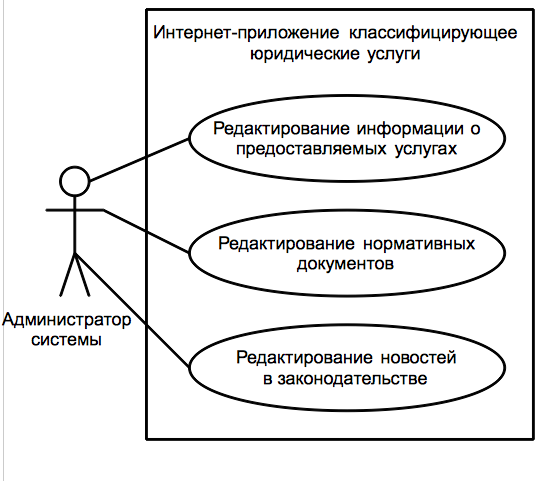 Интернет-приложение классифицирующее
юридические услуги
Редактирование информации о
предоставляемых услугах
Редактирование нормативных
документов
Администратор
системы
Редактирование новостей
в законодательстве